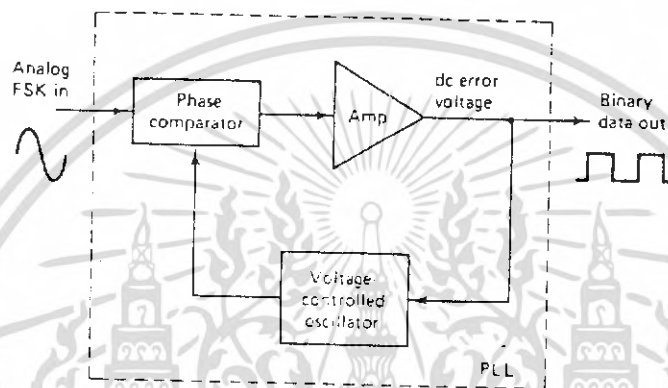 Analog
FSK in
Phase
comparator
Amp
dc error
voltage
Binary
data out
Voltage-
controlled
oscillator
PLL